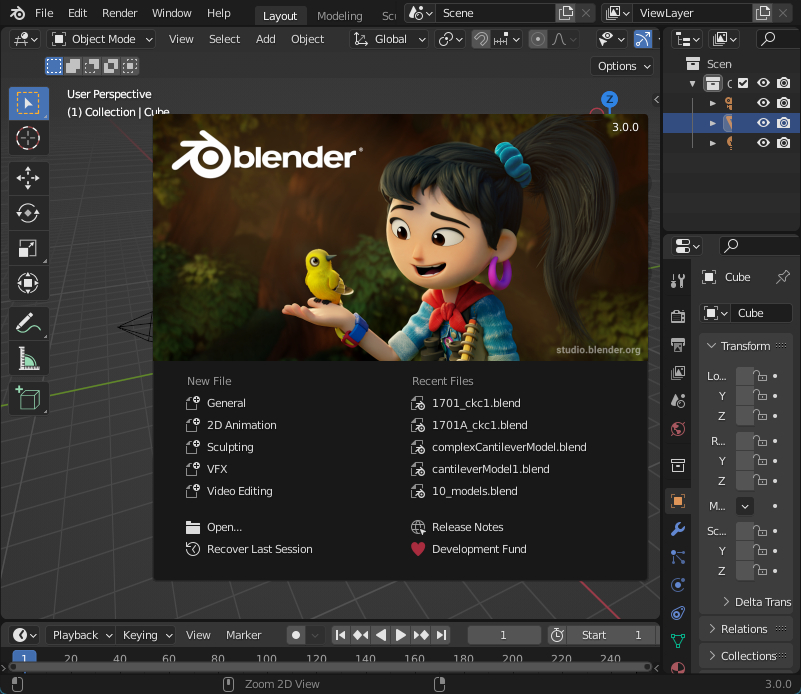 File Edit Render Window Help Layout Modeling Sc Scene ViewLayer
Object Mode View Select Add Object Global
Options
User Perspective
(1) Collection | Cube
Z
3.0.0
blender
studio.blender.org
New File
General
2D Animation
Sculpting
VFX
Video Editing
Open...
Recover Last Session
Recent Files
1701_ckc1.blend
1701A_ckc1.blend
complexCantileverModel.blend
cantileverModel1.blend
10_models.blend
Release Notes
Development Fund
Scen
C
Cube
Cube
Transform
Lo...
Y
Z
R...
Y
Z
M...
Sc...
Y
Z
Delta Trans
Relations
Collections
Playback Keying View Marker 1 Start 1
1 20 40 60 80 100 120 140 160 180 200 220 240
Zoom 2D View 3.0.0